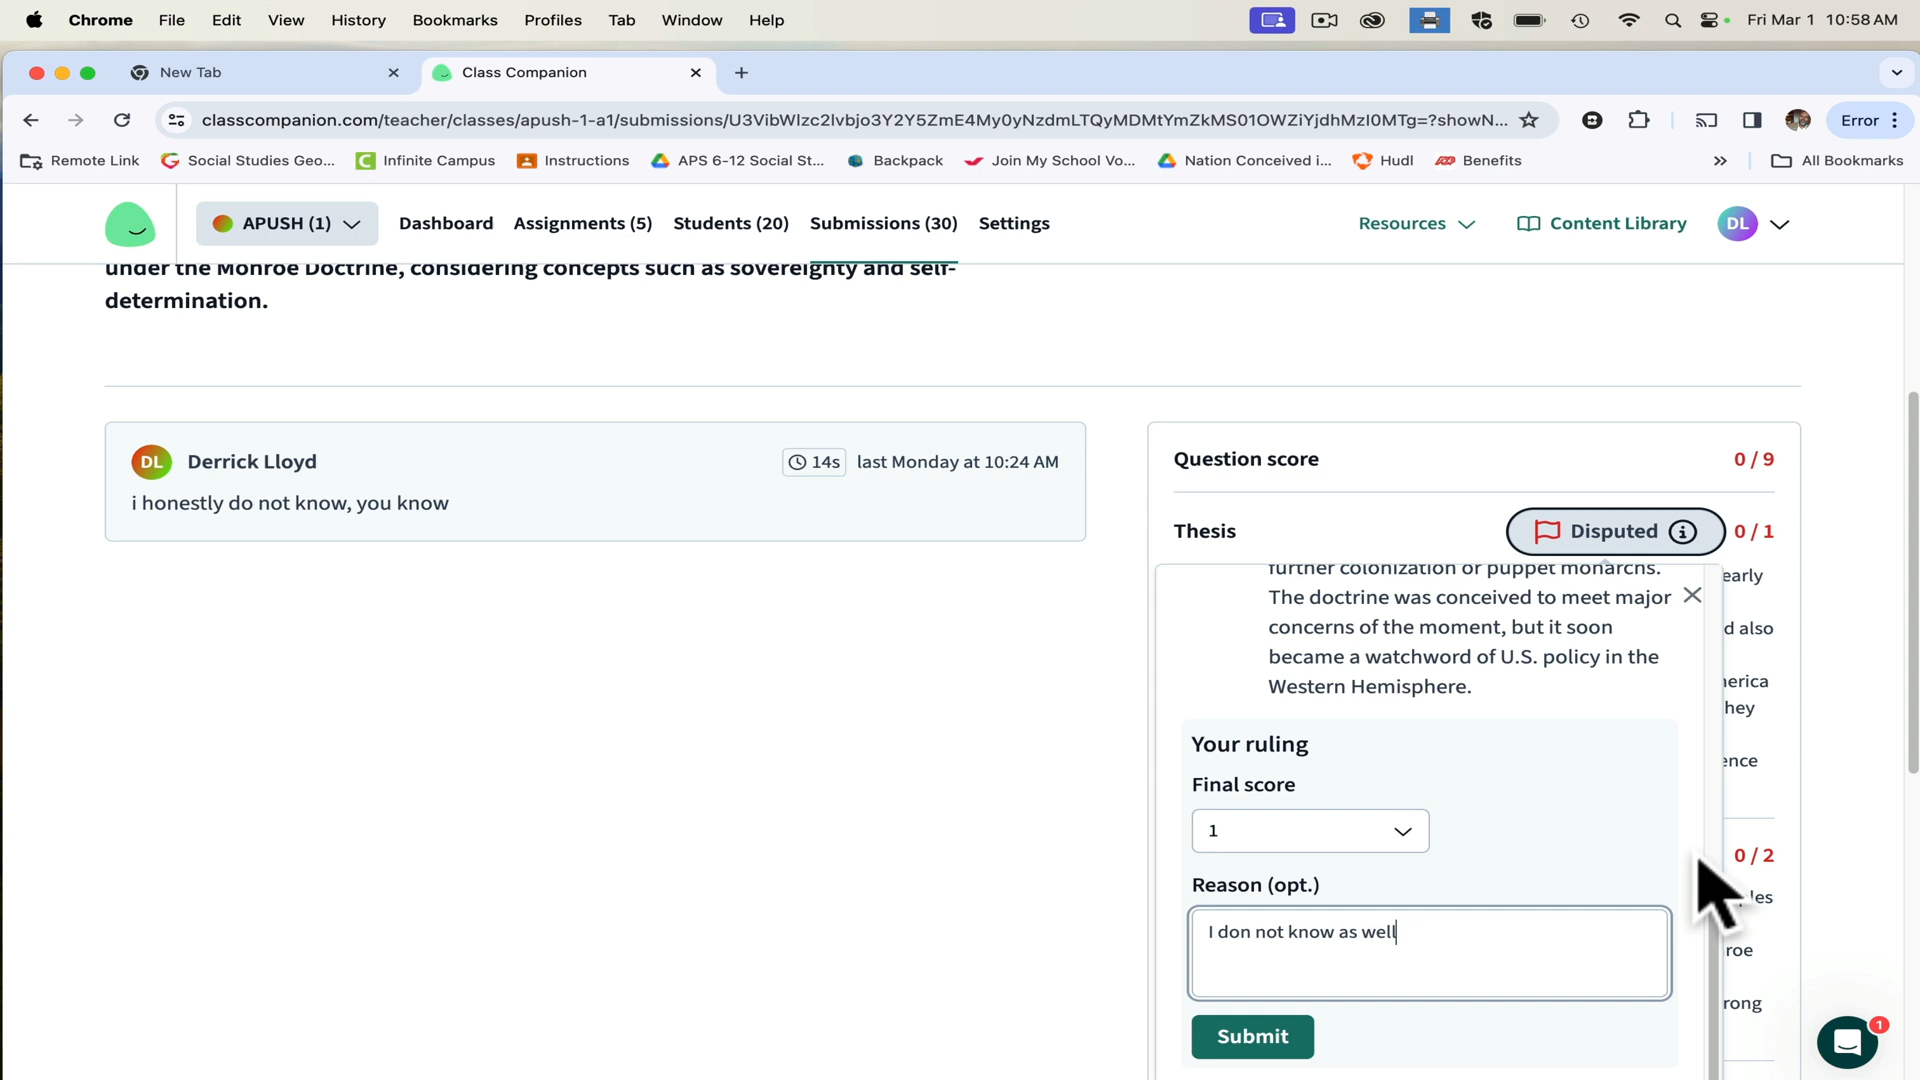 Chrome File Edit View History Bookmarks Profiles Tab Window Help Fri Mar 1 10:58 AM
New Tab Class Companion
classcompanion.com/teacher/classes/apush-1-a1/submissions/U3VibWlzc2lvbjo3Y2Y5ZmE4My0yNzdmLTQyMDMtYmZkMS01OWZiYjdhMzI0MTg=?showN... Error
Remote Link Social Studies Geo... Infinite Campus Instructions APS 6-12 Social St... Backpack Join My School Vo... Nation Conceived i... Hudl Benefits All Bookmarks
APUSH (1) Dashboard Assignments (5) Students (20) Submissions (30) Settings Resources Content Library DL
under the Monroe Doctrine, considering concepts such as sovereignty and self-
determination.
DL Derrick Lloyd 14s last Monday at 10:24 AM
i honestly do not know, you know
Question score 0 / 9
Thesis Disputed 0 / 1
further colonization or puppet monarchs.
early
The doctrine was conceived to meet major
concerns of the moment, but it soon
d also
became a watchword of U.S. policy in the
Western Hemisphere.
erica
hey
Your ruling
ence
Final score
1
0 / 2
Reason (opt.)
les
I don not know as well
roe
rong
Submit
1